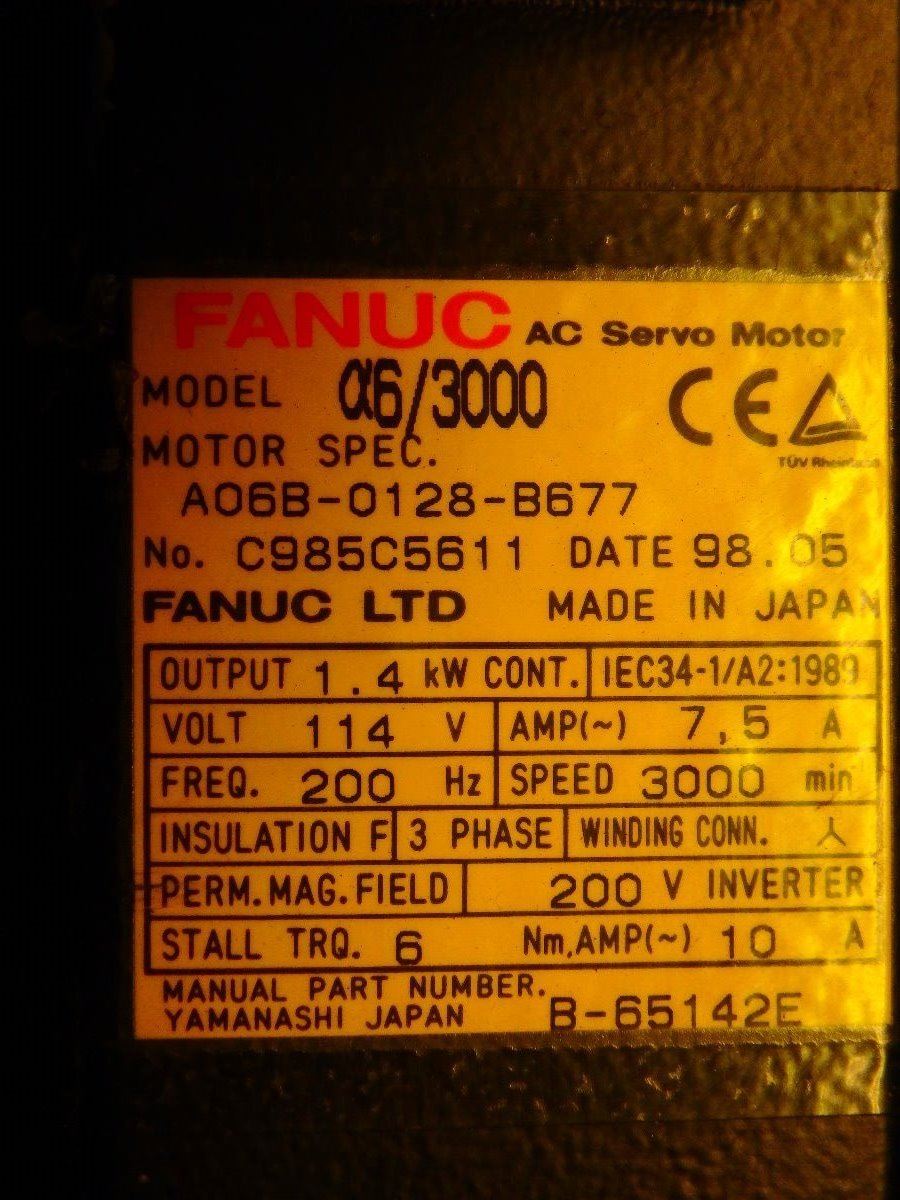 FANUC AC Servo Motor
MODEL α6/3000
CE
MOTOR SPEC.
TÜV Rheinland
A06B-0128-B677
No. C985C5611 DATE 98.05
FANUC LTD MADE IN JAPAN
OUTPUT 1.4 kW CONT. IEC34-1/A2:1989
VOLT 114 V AMP(~) 7,5 A
FREQ. 200 Hz SPEED 3000 min
INSULATION F 3 PHASE WINDING CONN.
PERM.MAG.FIELD 200 V INVERTER
STALL TRQ. 6 Nm,AMP(~) 10 A
MANUAL PART NUMBER.
YAMANASHI JAPAN B-65142E